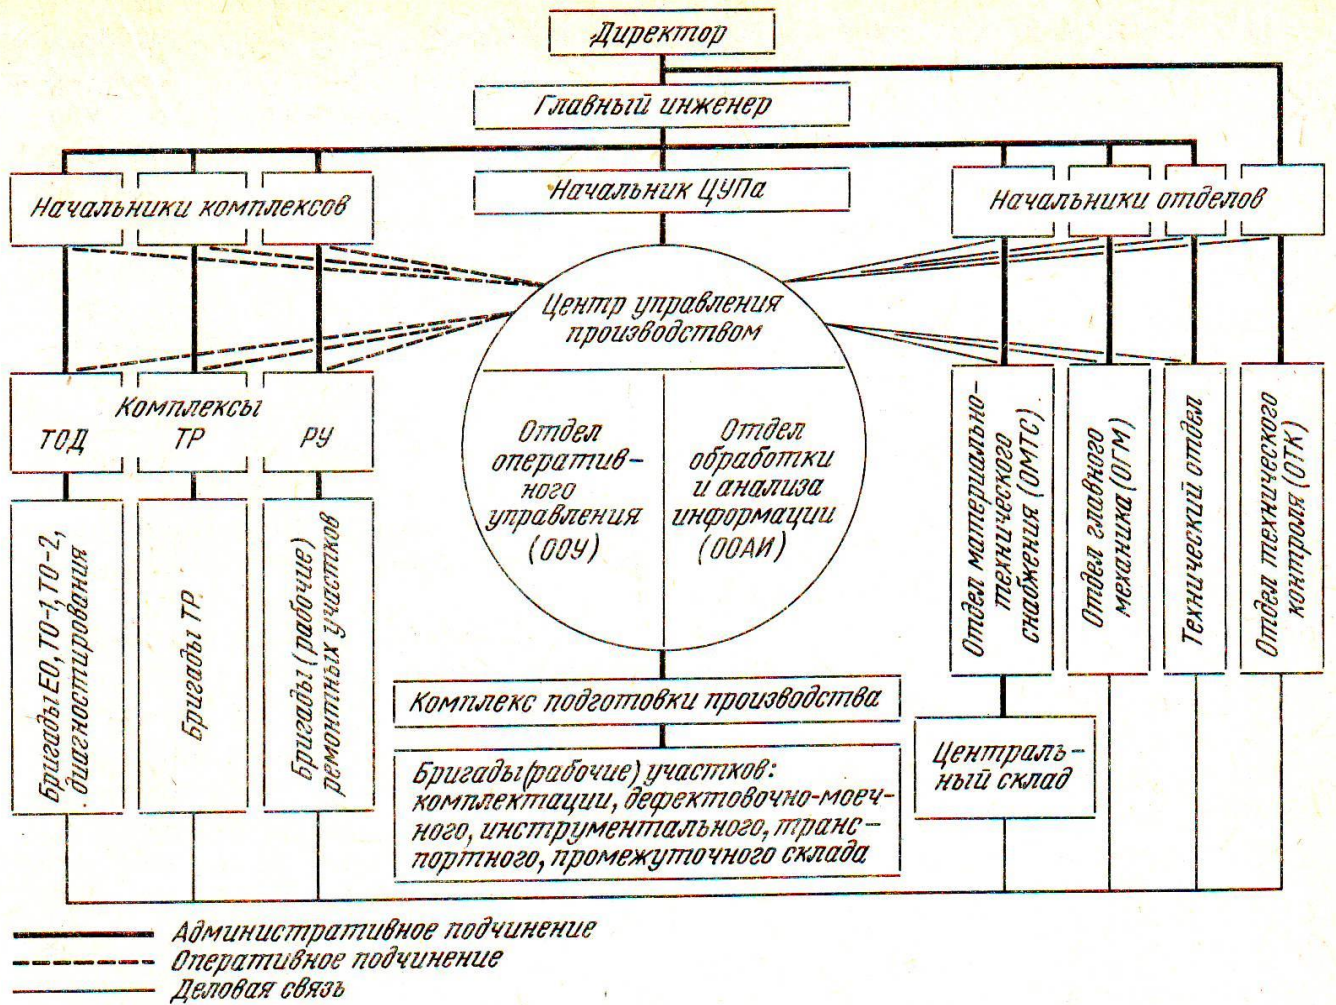 Директор
Главный инженер
Начальники комплексов
Начальник ЦУПа
Начальники отделов
Центр управления
производством
Комплексы
ТОД
ТР
РУ
Отдел
оператив-
ного
управления
(ООУ)
Отдел
обработки
и анализа
информации
(ООАИ)
Отдел материально-
технического
снабжения (ОМТС).
Отдел главного
механика (ОГМ)
Технический отдел
Отдел технического
контроля (ОТК)
Бригады ЕО, ТО-1, ТО-2,
диагностирования
Бригады ТР
Бригады (рабочие)
ремонтных участков
Комплекс подготовки производства
Бригады (рабочие) участков:
комплектации, дефектовочно-моеч-
ного, инструментального, транс-
портного, промежуточного склада
Централь-
ный склад
Административное подчинение
Оперативное подчинение
Деловая связь